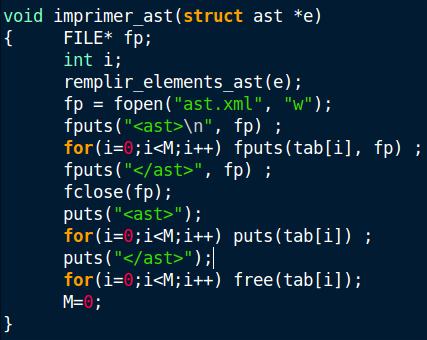 void imprimer_ast(struct ast *e)
{     FILE* fp;
      int i;
      remplir_elements_ast(e);
      fp = fopen("ast.xml", "w");
      fputs("<ast>\n", fp) ;
      for(i=0;i<M;i++) fputs(tab[i], fp) ;
      fputs("</ast>", fp) ;
      fclose(fp);
      puts("<ast>");
      for(i=0;i<M;i++) puts(tab[i]) ;
      puts("</ast>");
      for(i=0;i<M;i++) free(tab[i]);
      M=0;
}